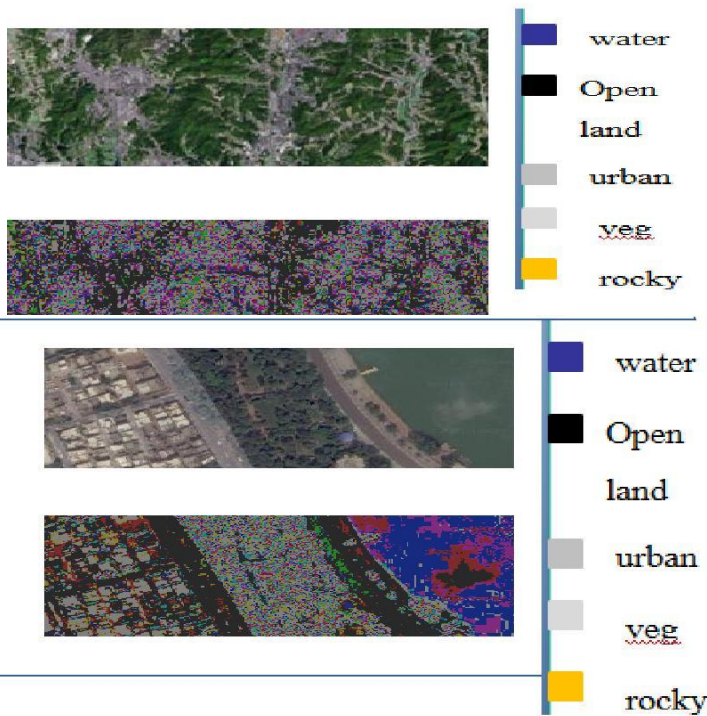 water
Open
land
urban
veg
rocky
water
Open
land
urban
veg
rocky